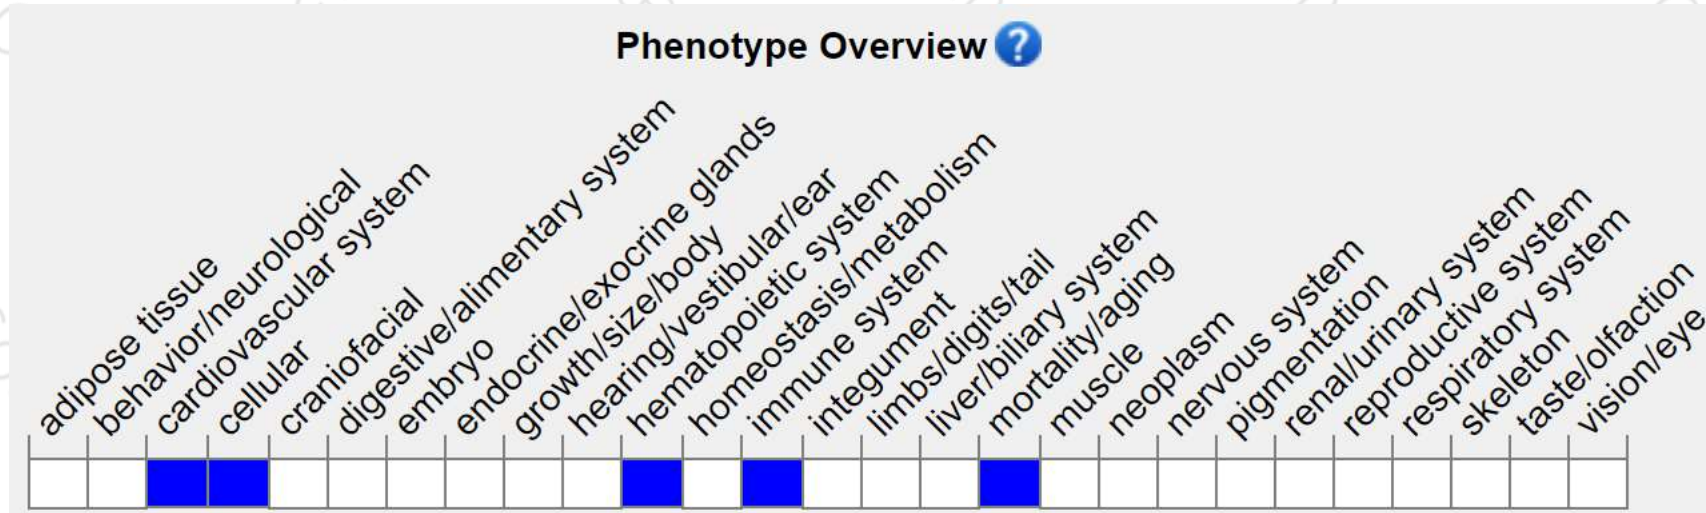 Phenotype Overview ?
adipose tissue
behavior/neurological
cardiovascular system
cellular
craniofacial
digestive/alimentary system
embryo
endocrine/exocrine glands
growth/size/body
hearing/vestibular/ear
hematopoietic system
homeostasis/metabolism
immune system
integument
limbs/digits/tail
liver/biliary system
mortality/aging
muscle
neoplasm
nervous system
pigmentation
renal/urinary system
reproductive system
respiratory system
skeleton
taste/olfaction
vision/eye